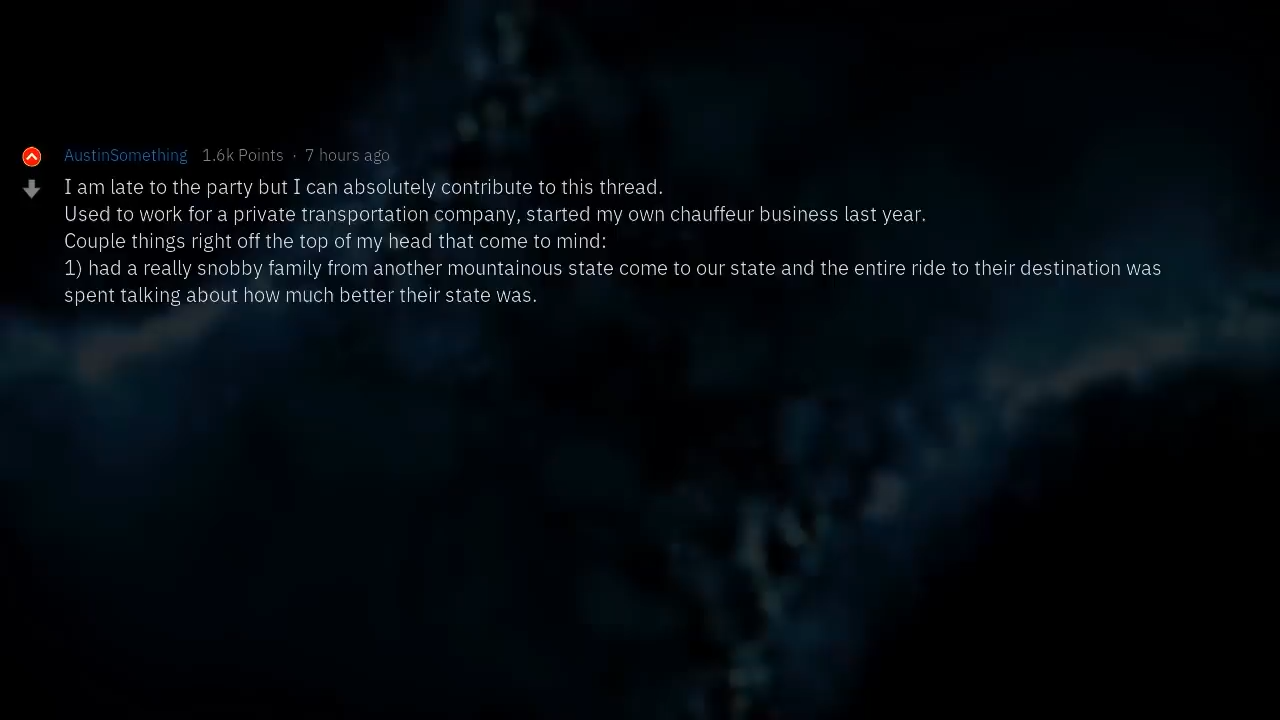 AustinSomething 1.6k Points · 7 hours ago
I am late to the party but I can absolutely contribute to this thread.
Used to work for a private transportation company, started my own chauffeur business last year.
Couple things right off the top of my head that come to mind:
1) had a really snobby family from another mountainous state come to our state and the entire ride to their destination was
spent talking about how much better their state was.